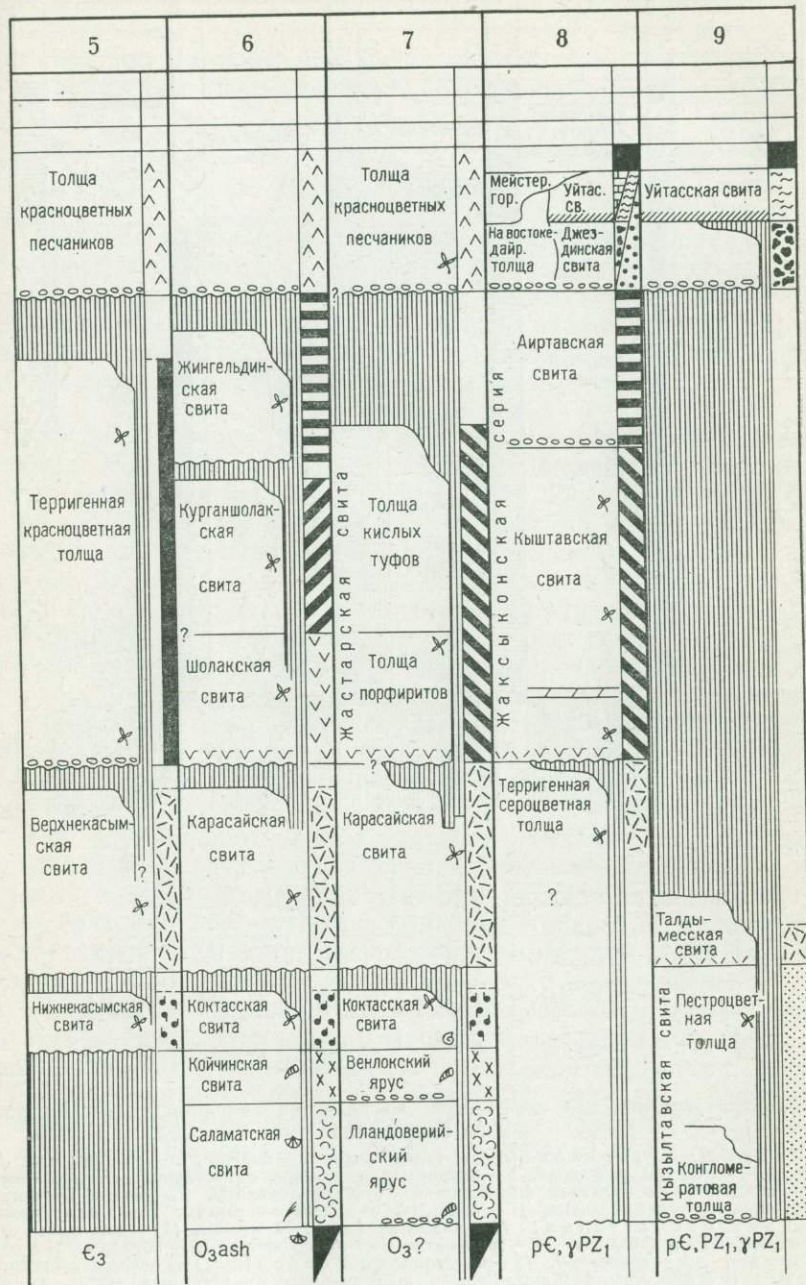 5
6
7
8
9
Толща
красноцветных
песчаников
?
Терригенная
красноцветная
толща
Верхнекасым-
ская
свита
?
Нижнекасымская
свита
Є₃
Жингельдин-
ская
свита
Курганшолак-
ская
свита
?
Шолакская
свита
Карасайская
свита
Коктасская
свита
Койчинская
свита
Саламатская
свита
O₃ash
Толща
красноцветных
песчаников
?
Жастарская свита
Толща
кислых
туфов
Толща
порфиритов
?
Карасайская
свита
Коктасская
свита
Венлокский
ярус
Лландоверий-
ский
ярус
O₃?
Мейстер.
гор.
Уйтас.
св.
На востоке-
дайр.
толща
Джез-
динская
свита
Жаксыконская серия
Аиртавская
свита
Кыштавская
свита
Терригенная
сероцветная
толща
?
pЄ, γPZ₁
Уйтасская свита
Талды-
месская
свита
Кызылтавская свита
Пестроцвет-
ная
толща
Конгломе-
ратовая
толща
pЄ, PZ₁, γPZ₁